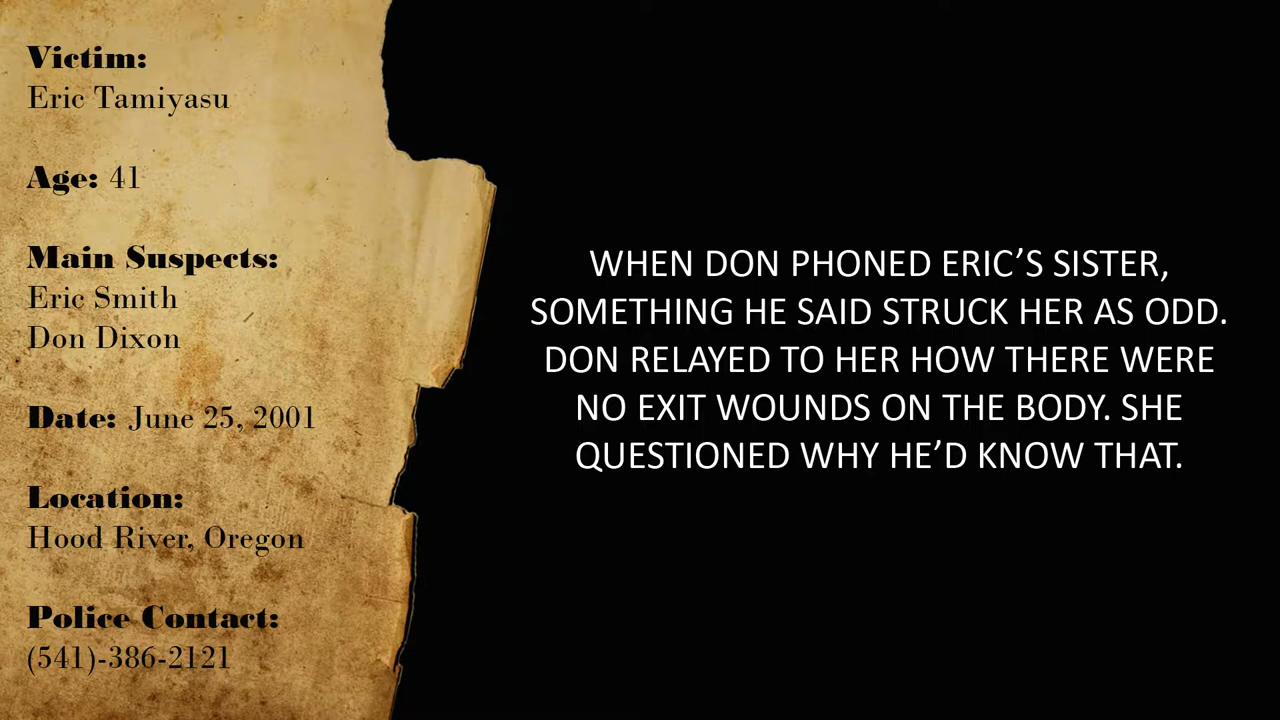 Victim:
Eric Tamiyasu
Age: 41
Main Suspects:
Eric Smith
Don Dixon
Date: June 25, 2001
Location:
Hood River, Oregon
Police Contact:
(541)-386-2121
WHEN DON PHONED ERIC’S SISTER,
SOMETHING HE SAID STRUCK HER AS ODD.
DON RELAYED TO HER HOW THERE WERE
NO EXIT WOUNDS ON THE BODY. SHE
QUESTIONED WHY HE’D KNOW THAT.